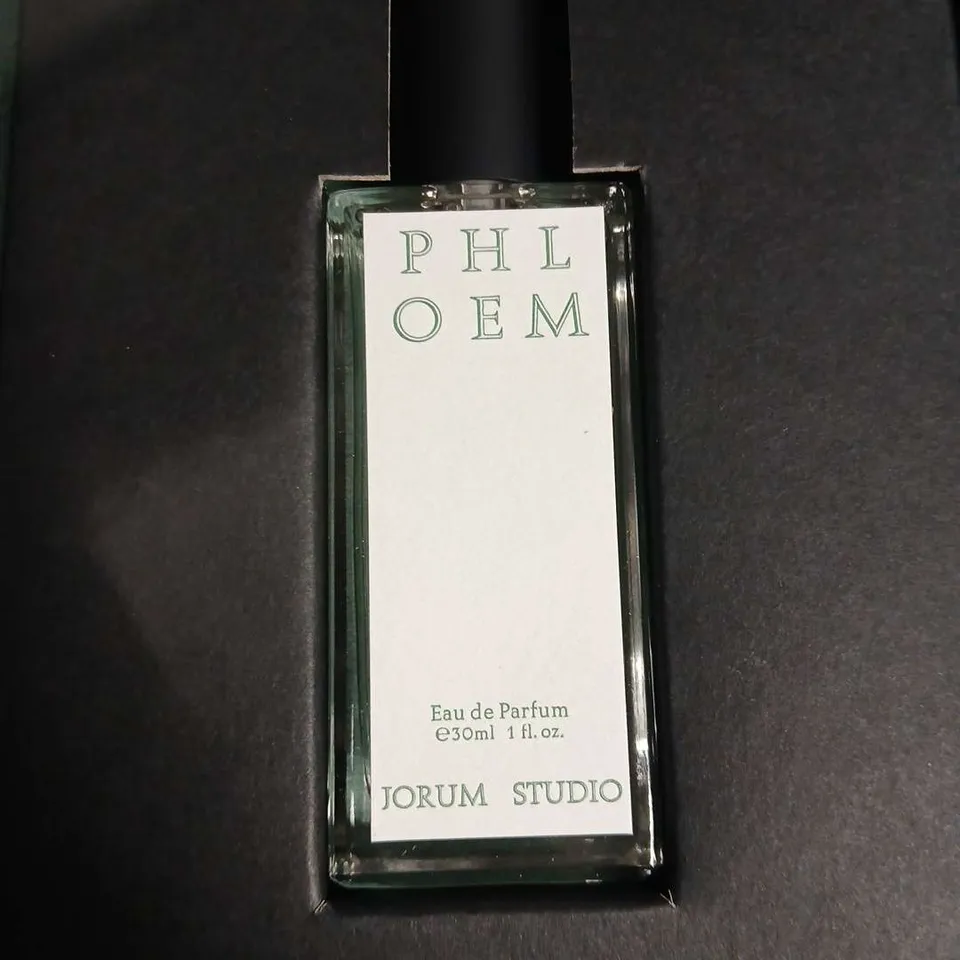 PHL
OEM
Eau de Parfum
℮30ml 1 fl. oz.
JORUM STUDIO